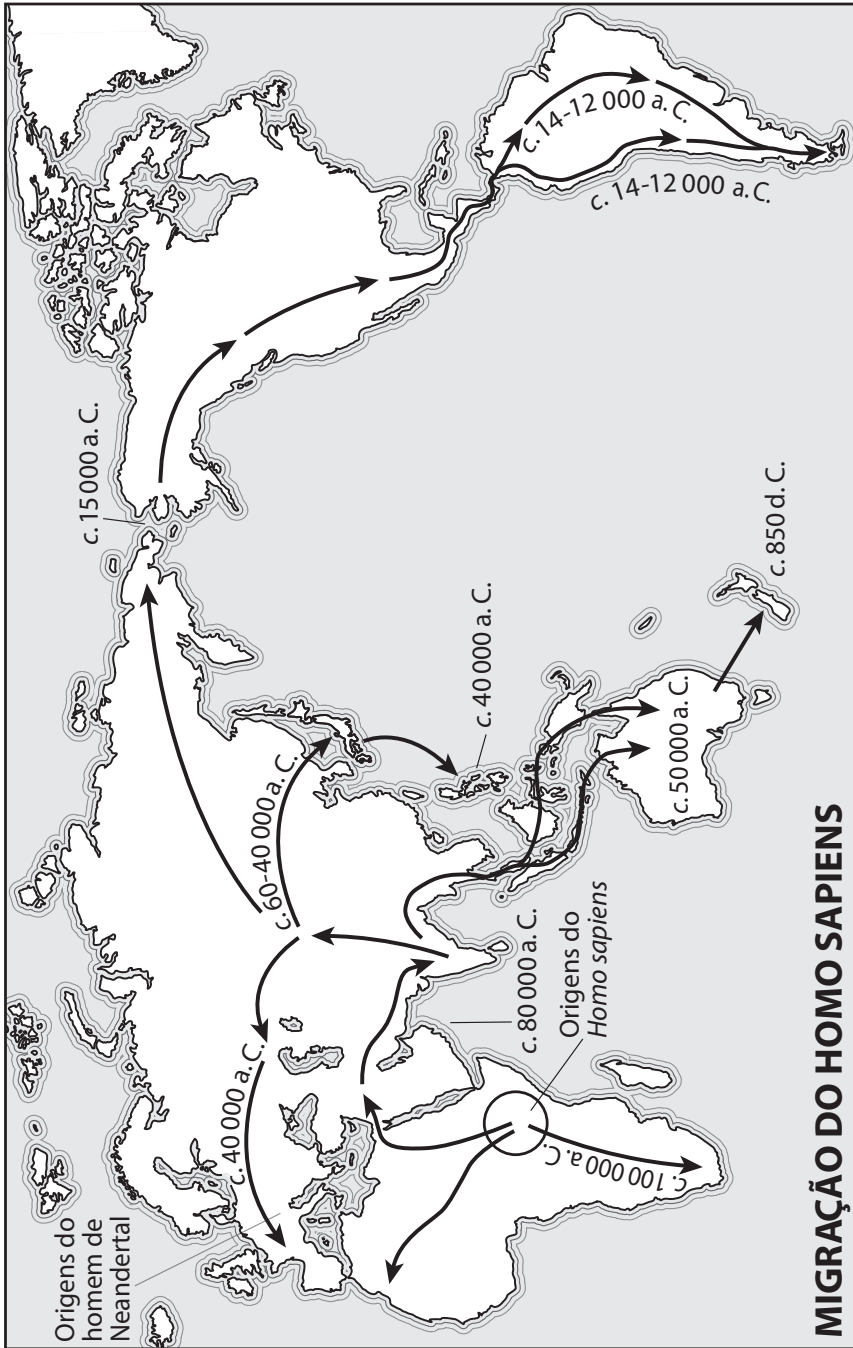 Origens do
homem de
Neandertal
c. 40 000 a. C.
c. 60-40 000 a. C.
c. 15 000 a. C.
c. 40 000 a. C.
c. 80 000 a. C.
Origens do
Homo sapiens
c. 100 000 a. C.
c. 50 000 a. C.
c. 850 d. C.
c. 14-12 000 a. C.
c. 14-12 000 a. C.
MIGRAÇÃO DO HOMO SAPIENS